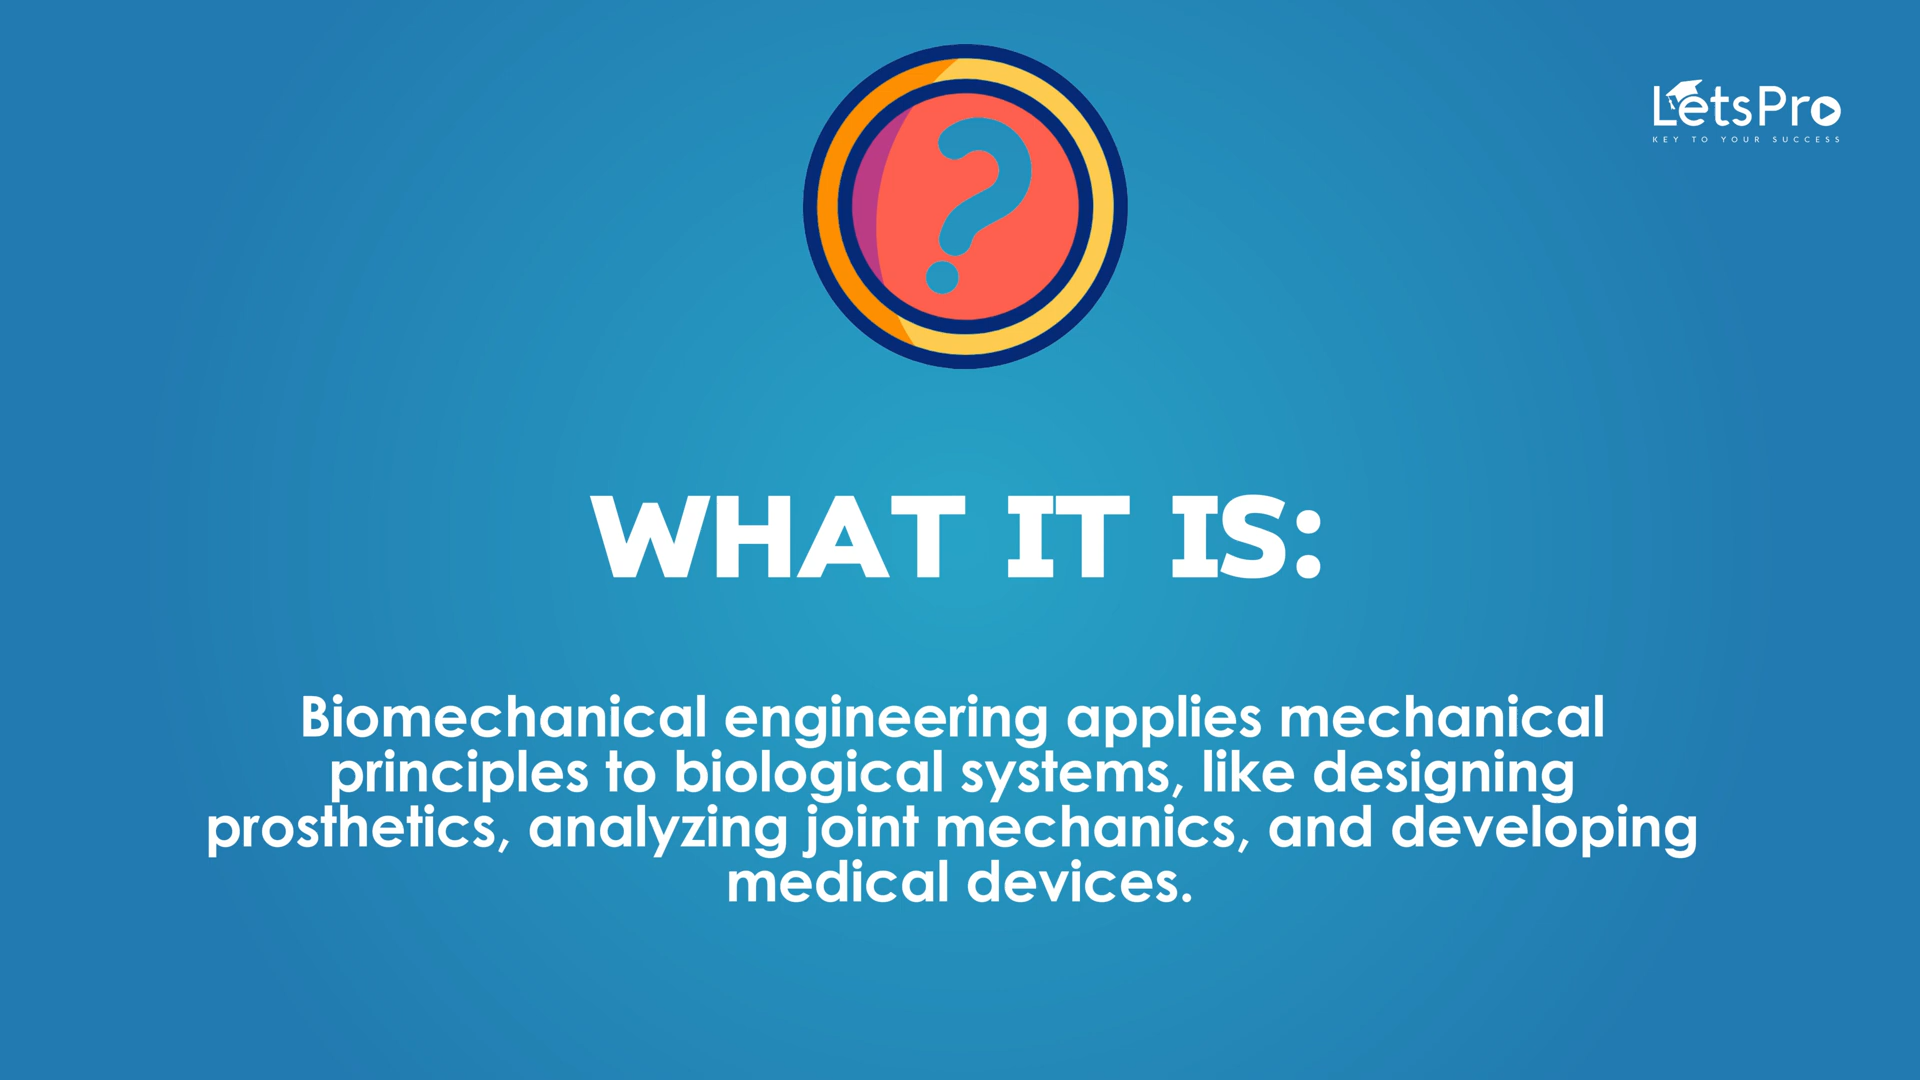 LetsPro
KEY TO YOUR SUCCESS
?
WHAT IT IS:
Biomechanical engineering applies mechanical
principles to biological systems, like designing
prosthetics, analyzing joint mechanics, and developing
medical devices.